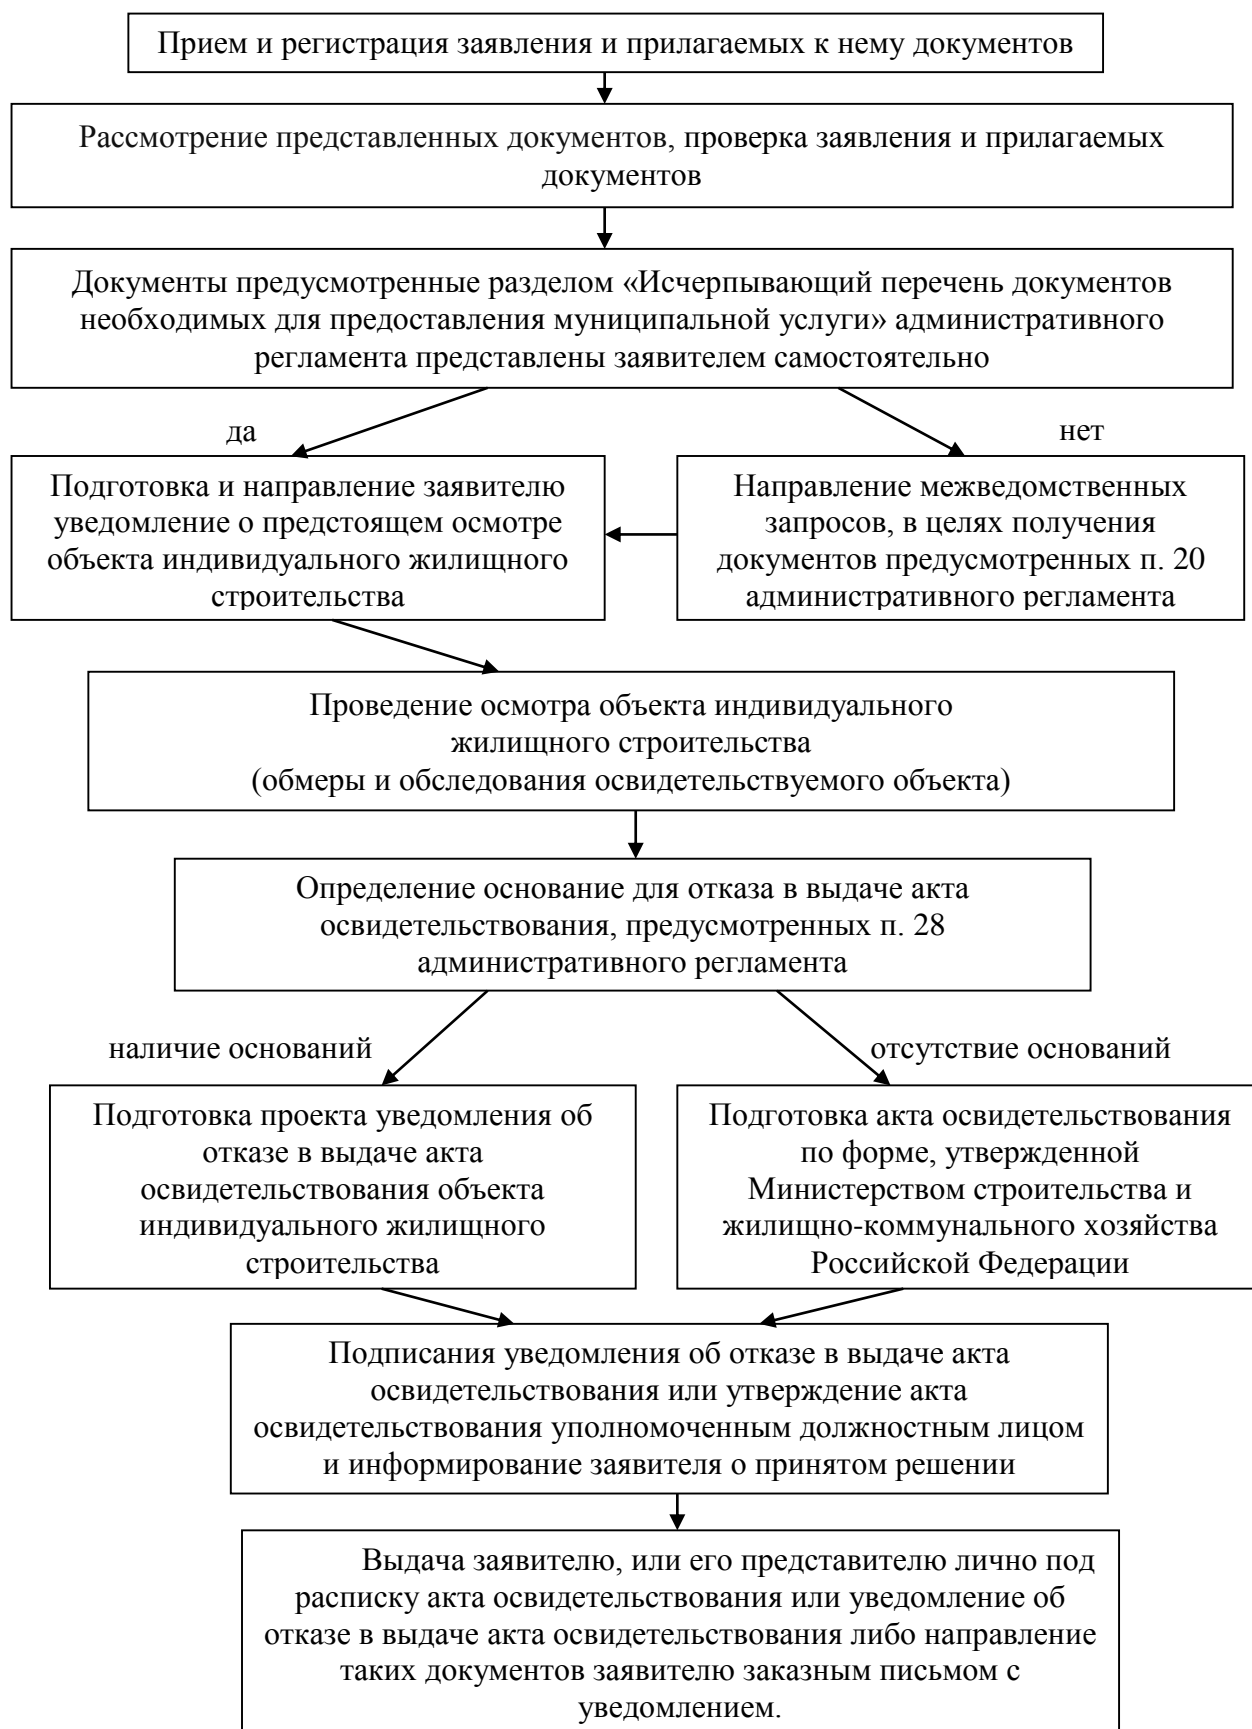 Прием и регистрация заявления и прилагаемых к нему документов
Рассмотрение представленных документов, проверка заявления и прилагаемых
документов
Документы предусмотренные разделом «Исчерпывающий перечень документов
необходимых для предоставления муниципальной услуги» административного
регламента представлены заявителем самостоятельно
да
нет
Подготовка и направление заявителю
уведомление о предстоящем осмотре
объекта индивидуального жилищного
строительства
Направление межведомственных
запросов, в целях получения
документов предусмотренных п. 20
административного регламента
Проведение осмотра объекта индивидуального
жилищного строительства
(обмеры и обследования освидетельствуемого объекта)
Определение основание для отказа в выдаче акта
освидетельствования, предусмотренных п. 28
административного регламента
наличие оснований
отсутствие оснований
Подготовка проекта уведомления об
отказе в выдаче акта
освидетельствования объекта
индивидуального жилищного
строительства
Подготовка акта освидетельствования
по форме, утвержденной
Министерством строительства и
жилищно-коммунального хозяйства
Российской Федерации
Подписания уведомления об отказе в выдаче акта
освидетельствования или утверждение акта
освидетельствования уполномоченным должностным лицом
и информирование заявителя о принятом решении
Выдача заявителю, или его представителю лично под
расписку акта освидетельствования или уведомление об
отказе в выдаче акта освидетельствования либо направление
таких документов заявителю заказным письмом с
уведомлением.